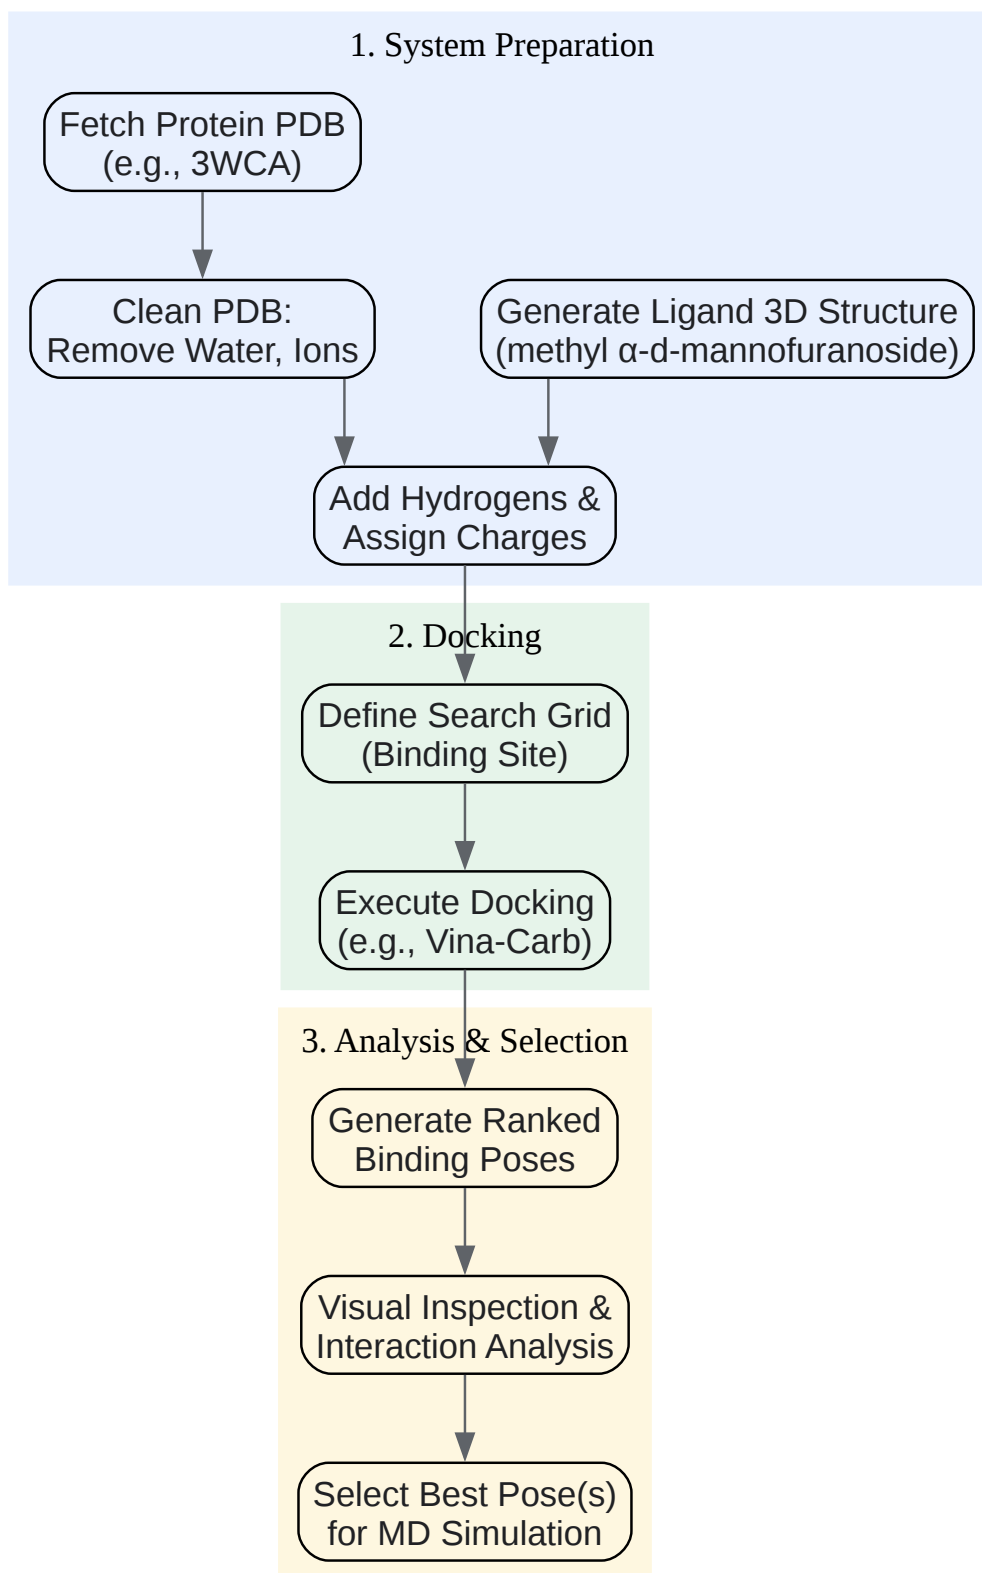 1. System Preparation
Fetch Protein PDB
(e.g., 3WCA)
Clean PDB:
Remove Water, Ions
Generate Ligand 3D Structure
(methyl α-d-mannofuranoside)
Add Hydrogens &
Assign Charges
2. Docking
Define Search Grid
(Binding Site)
Execute Docking
(e.g., Vina-Carb)
3. Analysis & Selection
Generate Ranked
Binding Poses
Visual Inspection &
Interaction Analysis
Select Best Pose(s)
for MD Simulation